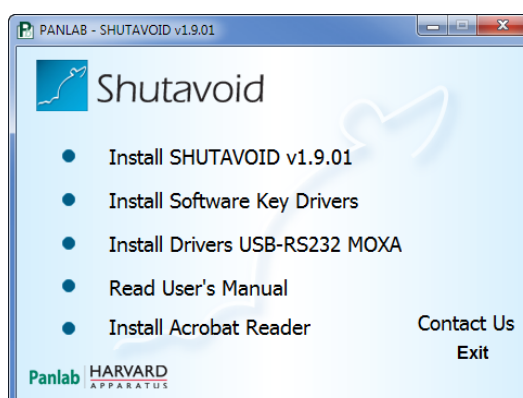 PANLAB - SHUTAVOID v1.9.01
Shutavoid
Install SHUTAVOID v1.9.01
Install Software Key Drivers
Install Drivers USB-RS232 MOXA
Read User's Manual
Install Acrobat Reader
Contact Us
Exit
Panlab HARVARD
APPARATUS